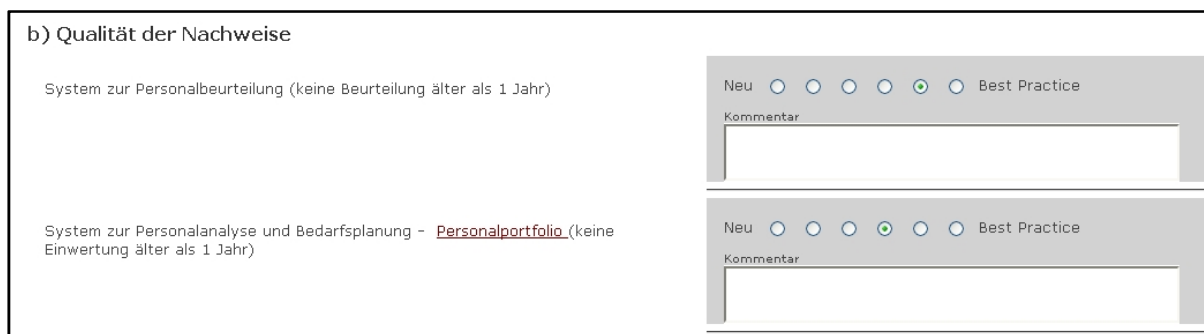 b) Qualität der Nachweise
System zur Personalbeurteilung (keine Beurteilung älter als 1 Jahr)
Neu Best Practice
Kommentar
System zur Personalanalyse und Bedarfsplanung - Personalportfolio (keine
Einwertung älter als 1 Jahr)
Neu Best Practice
Kommentar